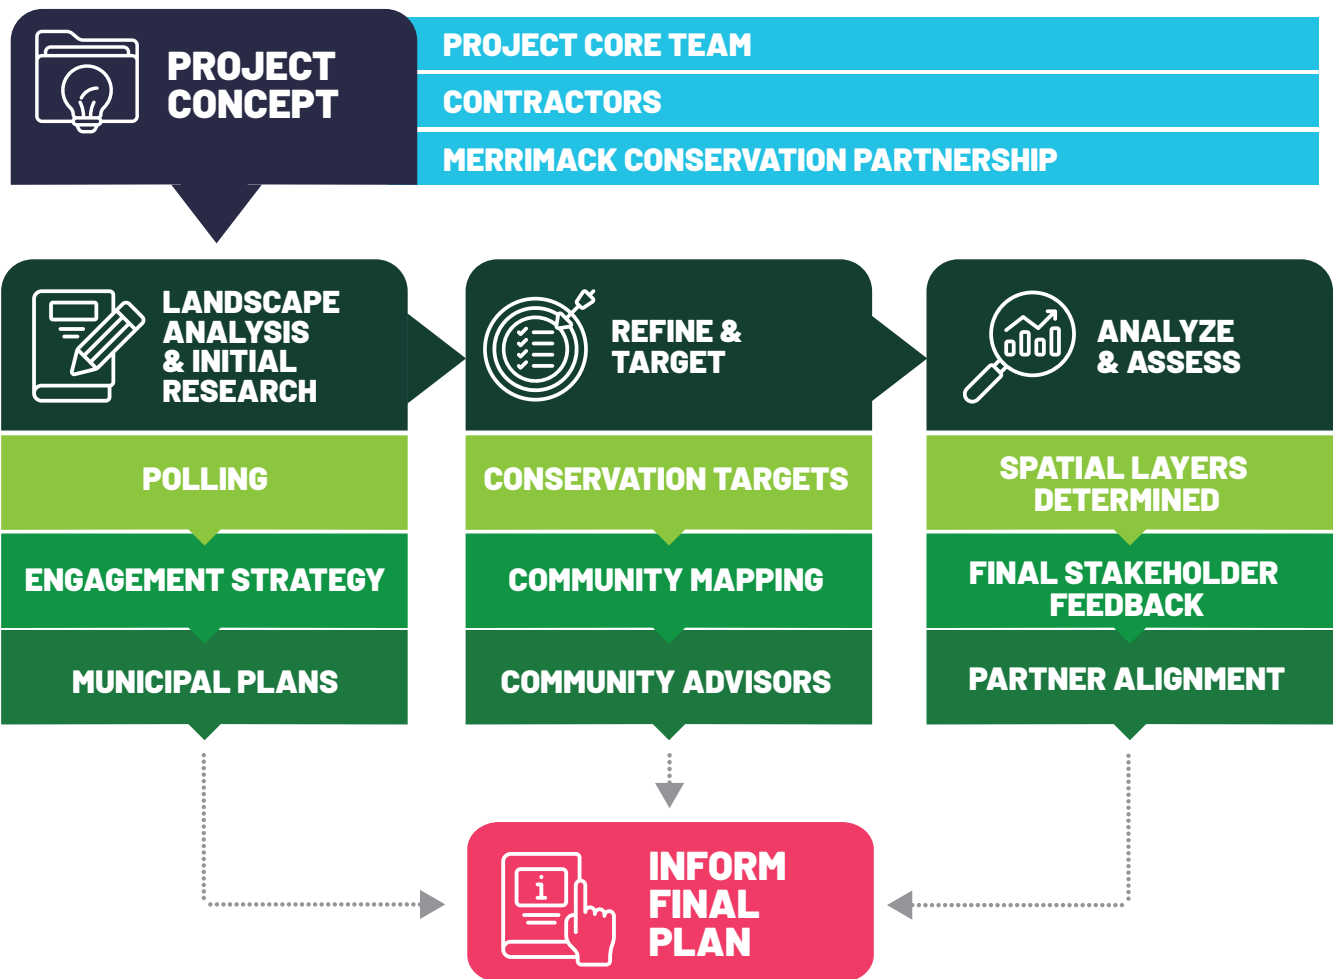 PROJECT
CONCEPT
PROJECT CORE TEAM
CONTRACTORS
MERRIMACK CONSERVATION PARTNERSHIP
LANDSCAPE
ANALYSIS
& INITIAL
RESEARCH
POLLING
ENGAGEMENT STRATEGY
MUNICIPAL PLANS
REFINE &
TARGET
CONSERVATION TARGETS
COMMUNITY MAPPING
COMMUNITY ADVISORS
ANALYZE
& ASSESS
SPATIAL LAYERS
DETERMINED
FINAL STAKEHOLDER
FEEDBACK
PARTNER ALIGNMENT
i
INFORM
FINAL
PLAN